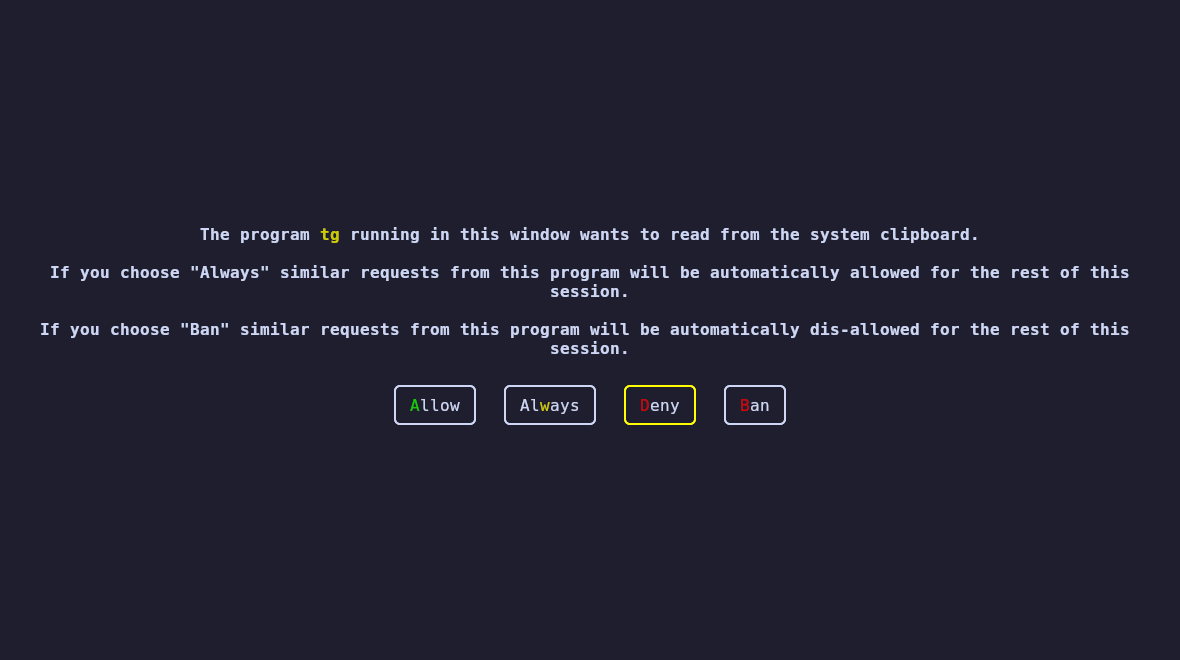 The program tg running in this window wants to read from the system clipboard.
If you choose "Always" similar requests from this program will be automatically allowed for the rest of this
session.
If you choose "Ban" similar requests from this program will be automatically dis-allowed for the rest of this
session.
Allow Always Deny Ban